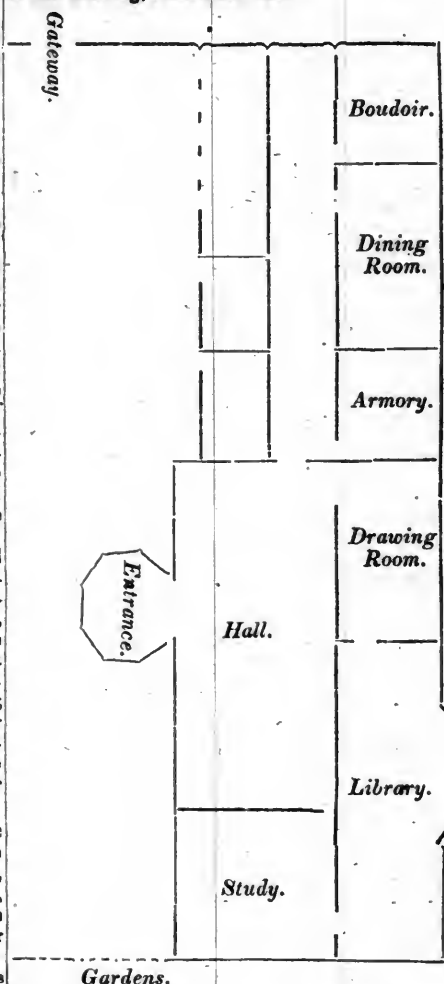 Gateway.
Boudoir.
Dining
Room.
Armory.
Drawing
Room.
Entrance.
Hall.
Library.
Study.
Gardens.